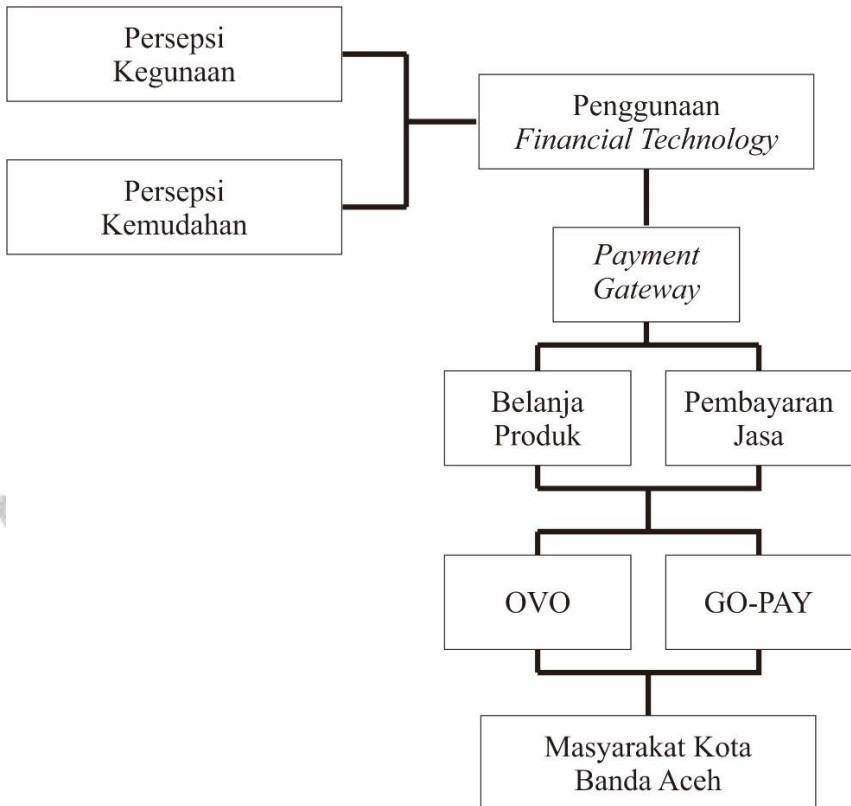 Persepsi
Kegunaan
Penggunaan
Financial Technology
Persepsi
Kemudahan
Payment
Gateway
Belanja
Produk
Pembayaran
Jasa
OVO
GO-PAY
Masyarakat Kota
Banda Aceh